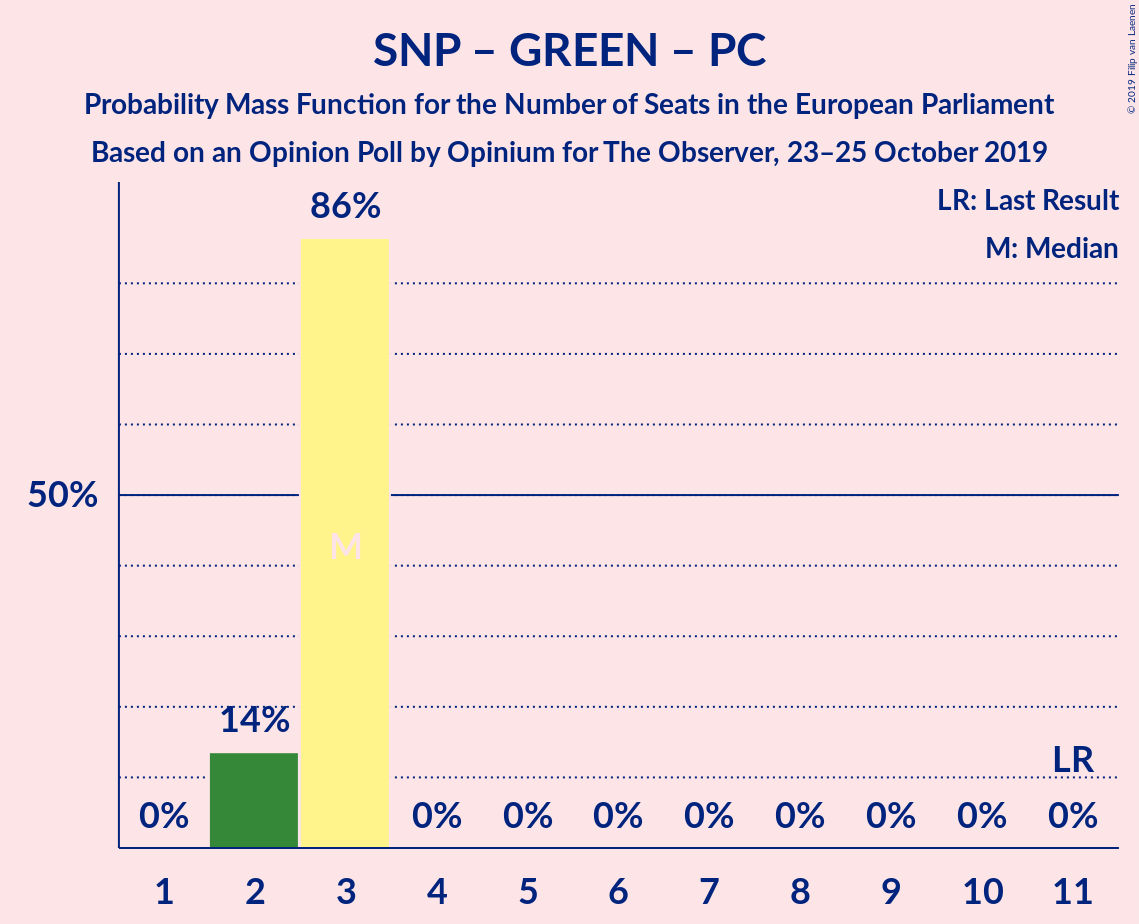 SNP – GREEN – PC
Probability Mass Function for the Number of Seats in the European Parliament
Based on an Opinion Poll by Opinium for The Observer, 23–25 October 2019
© 2019 Filip van Laenen
LR: Last Result
M: Median
86%
50%
M
14%
LR
0% 0% 0% 0% 0% 0% 0% 0% 0%
1 2 3 4 5 6 7 8 9 10 11